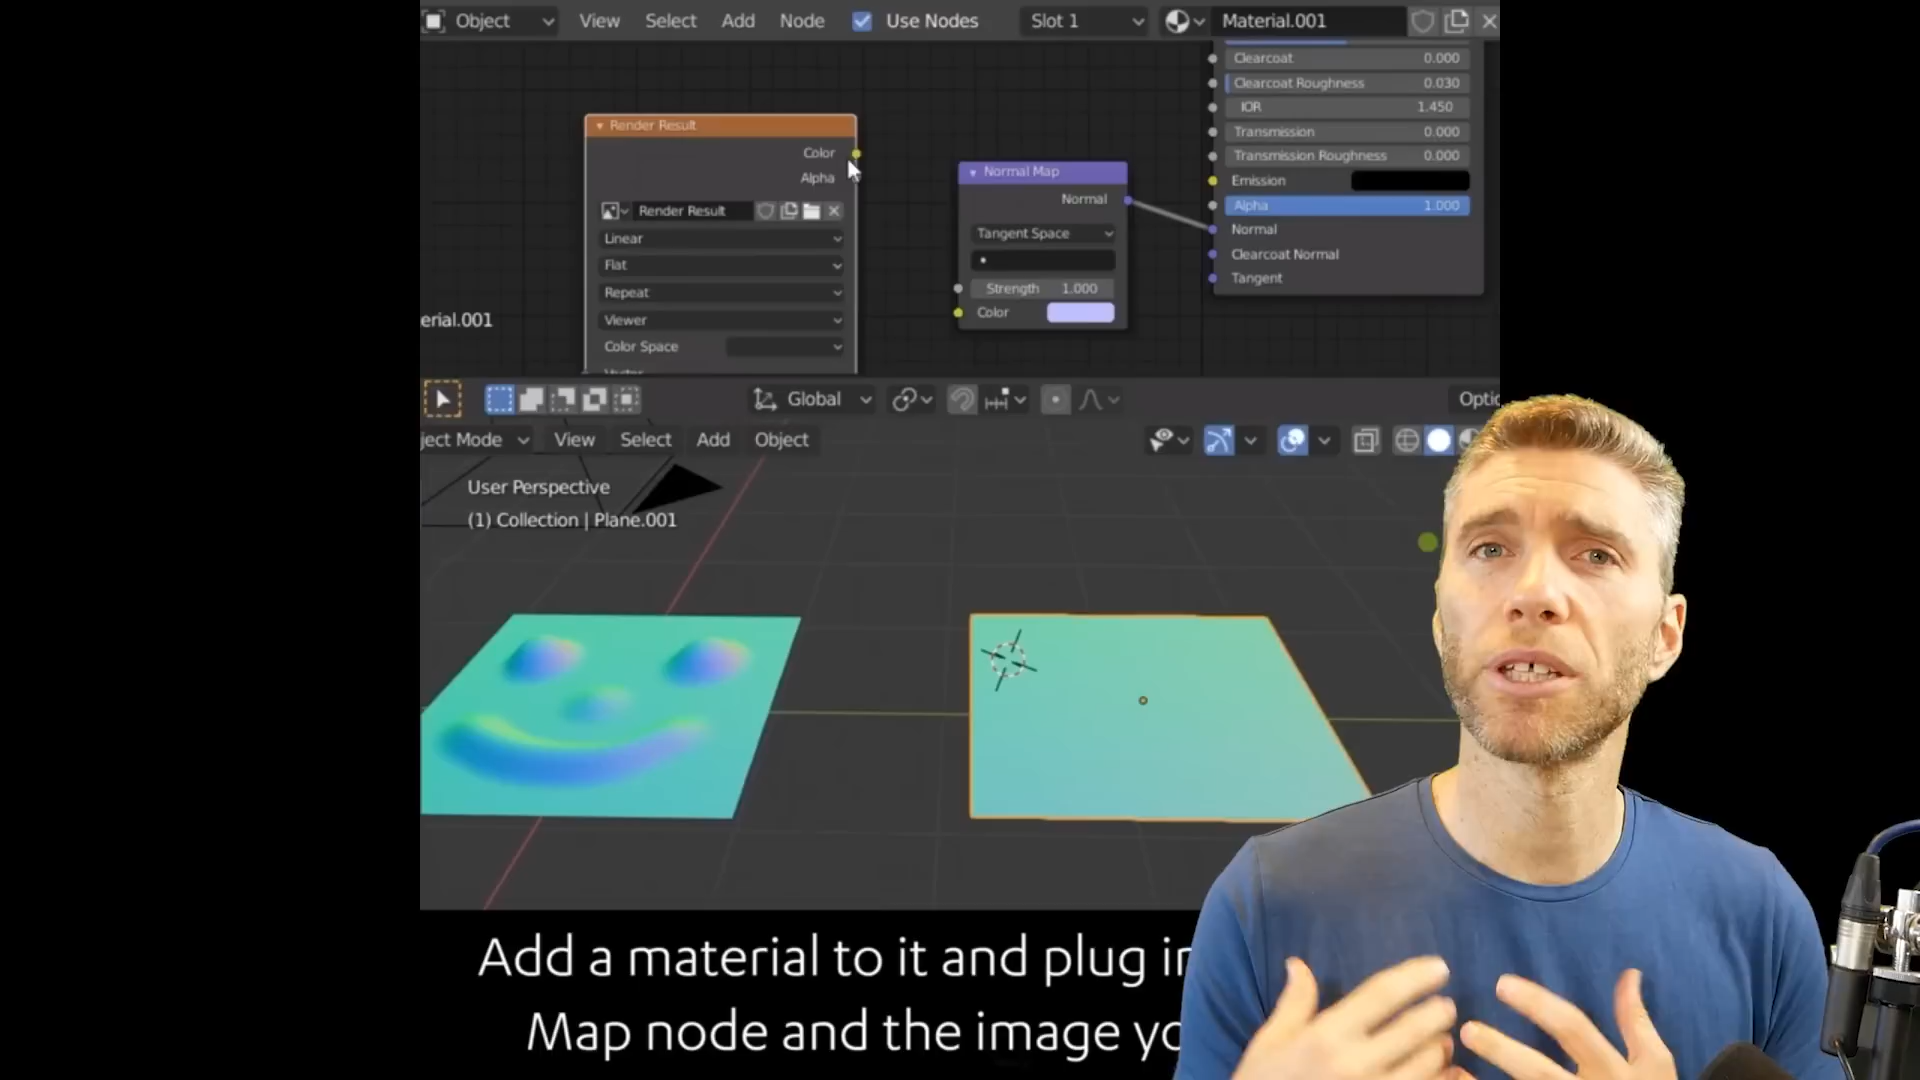 Object View Select Add Node Use Nodes Slot 1 Material.001
Clearcoat 0.000
Clearcoat Roughness 0.030
IOR 1.450
Transmission 0.000
Transmission Roughness 0.000
Emission
Alpha 1.000
Normal
Clearcoat Normal
Tangent
Render Result
Color
Alpha
Render Result
Linear
Flat
Repeat
Viewer
Color Space
Normal Map
Normal
Tangent Space
Strength 1.000
Color
erial.001
Global
Optio
ject Mode View Select Add Object
User Perspective
(1) Collection | Plane.001
Add a material to it and plug in
Map node and the image yo